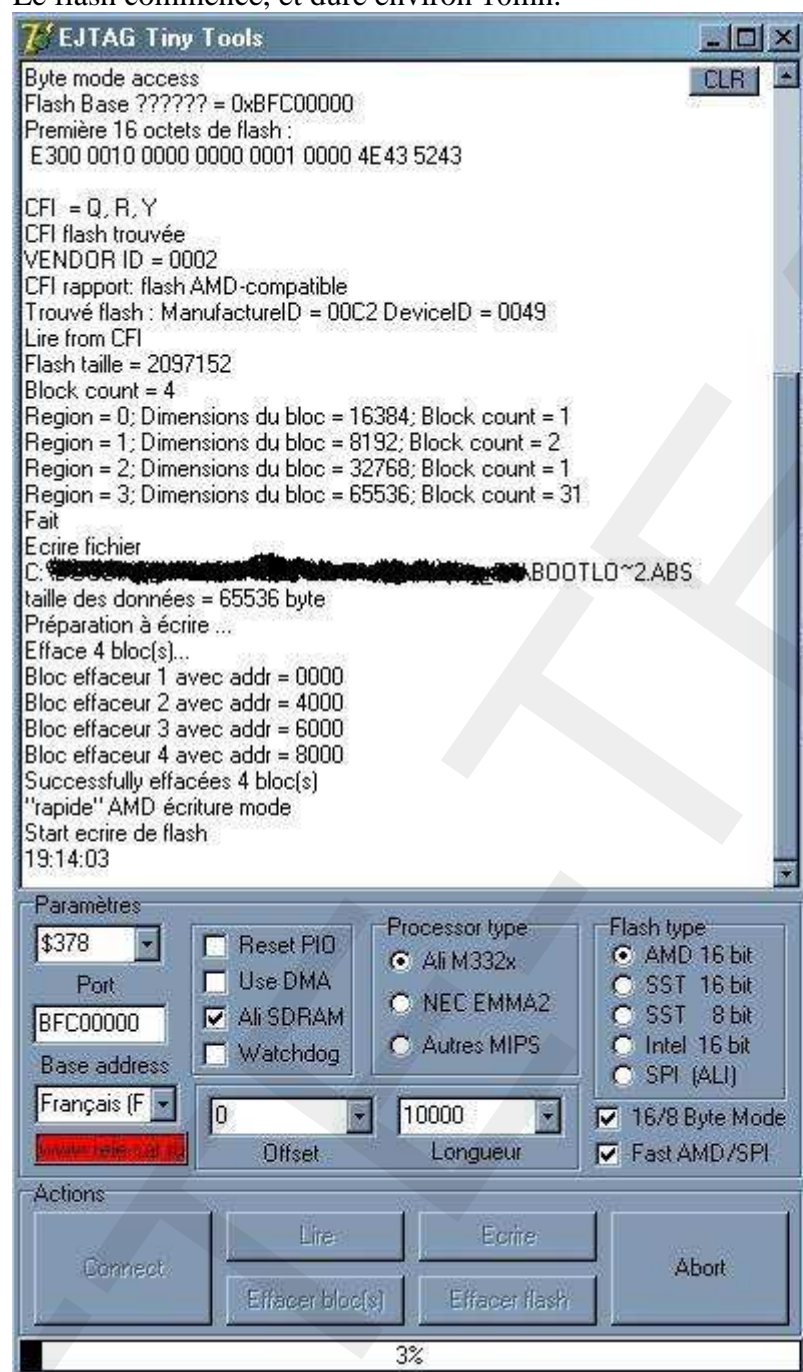 Le flash commence, et dure environ 10mn.
EJTAG Tiny Tools
CLR
Byte mode access
Flash Base ?????? = 0xBFC00000
Première 16 octets de flash :
E300 0010 0000 0000 0001 0000 4E43 5243
CFI = Q, R, Y
CFI flash trouvée
VENDOR ID = 0002
CFI rapport: flash AMD-compatible
Trouvé flash : ManufactureID = 00C2 DeviceID = 0049
Lire from CFI
Flash taille = 2097152
Block count = 4
Region = 0; Dimensions du bloc = 16384; Block count = 1
Region = 1; Dimensions du bloc = 8192; Block count = 2
Region = 2; Dimensions du bloc = 32768; Block count = 1
Region = 3; Dimensions du bloc = 65536; Block count = 31
Fait
Ecrire fichier
C:\BOOTLO~2.ABS
taille des données = 65536 byte
Préparation à écrire ...
Efface 4 bloc(s)...
Bloc effaceur 1 avec addr = 0000
Bloc effaceur 2 avec addr = 4000
Bloc effaceur 3 avec addr = 6000
Bloc effaceur 4 avec addr = 8000
Successfully effacées 4 bloc(s)
"rapide" AMD écriture mode
Start ecrire de flash
19:14:03
Paramètres
$378
Port
BFC00000
Base address
Français (F
Reset PIO
Use DMA
Ali SDRAM
Watchdog
Processor type
Ali M332x
NEC EMMA2
Autres MIPS
Flash type
AMD 16 bit
SST 16 bit
SST 8 bit
Intel 16 bit
SPI (ALI)
0
Offset
10000
Longueur
16/8 Byte Mode
Fast AMD/SPI
Actions
Connect
Lire
Ecrire
Effacer bloc(s)
Effacer flash
Abort
3%